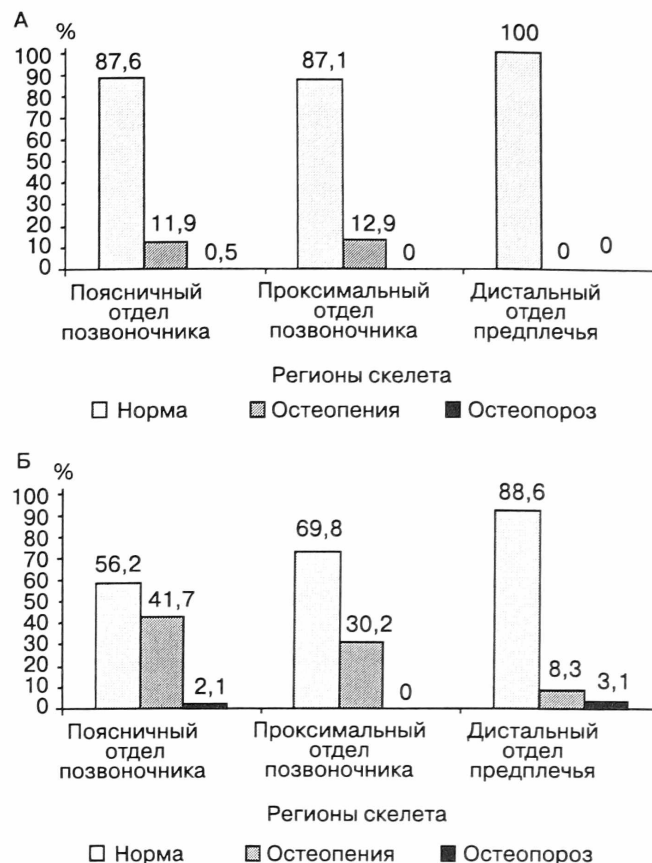 А
%
100
90
80
70
60
50
40
30
20
10
0
87,6
11,9
0,5
87,1
12,9
0
100
0
0
Поясничный отдел позвоночника
Проксимальный отдел позвоночника
Дистальный отдел предплечья
Регионы скелета
Норма
Остеопения
Остеопороз
Б
%
100
90
80
70
60
50
40
30
20
10
0
56,2
41,7
2,1
69,8
30,2
0
88,6
8,3
3,1
Поясничный отдел позвоночника
Проксимальный отдел позвоночника
Дистальный отдел предплечья
Регионы скелета
Норма
Остеопения
Остеопороз